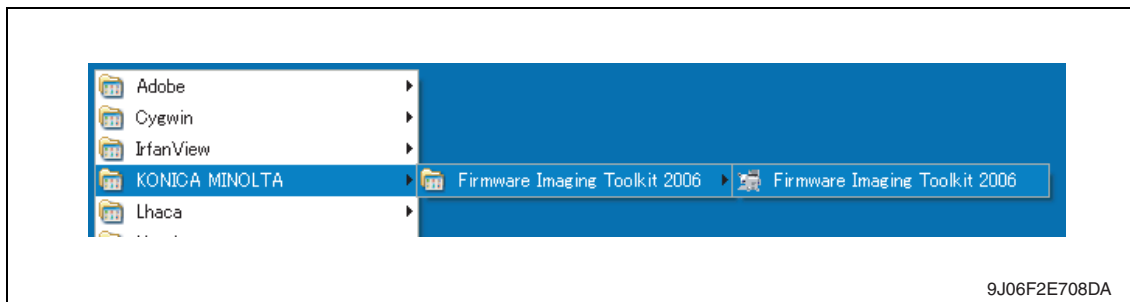 Adobe
Cygwin
IrfanView
KONICA MINOLTA Firmware Imaging Toolkit 2006 Firmware Imaging Toolkit 2006
Lhaca
9J06F2E708DA